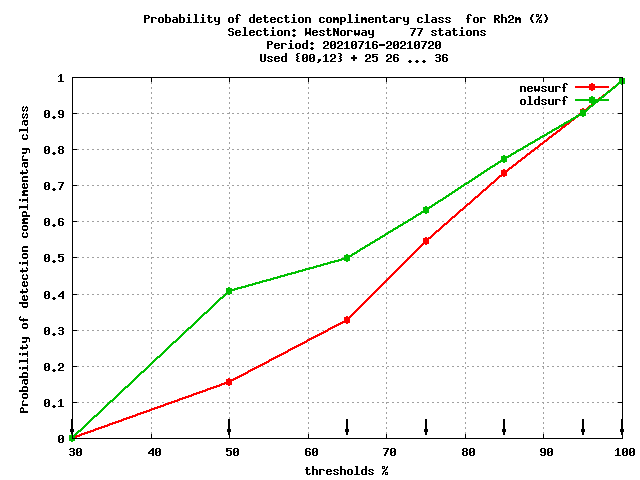 Probability of detection complimentary class  for Rh2m (%)
Selection: WestNorway     77 stations
Period: 20210716-20210720
Used {00,12} + 25 26 ... 36
newsurf
oldsurf
Probability of detection complimentary class
1
0.9
0.8
0.7
0.6
0.5
0.4
0.3
0.2
0.1
0
30 40 50 60 70 80 90 100
thresholds %